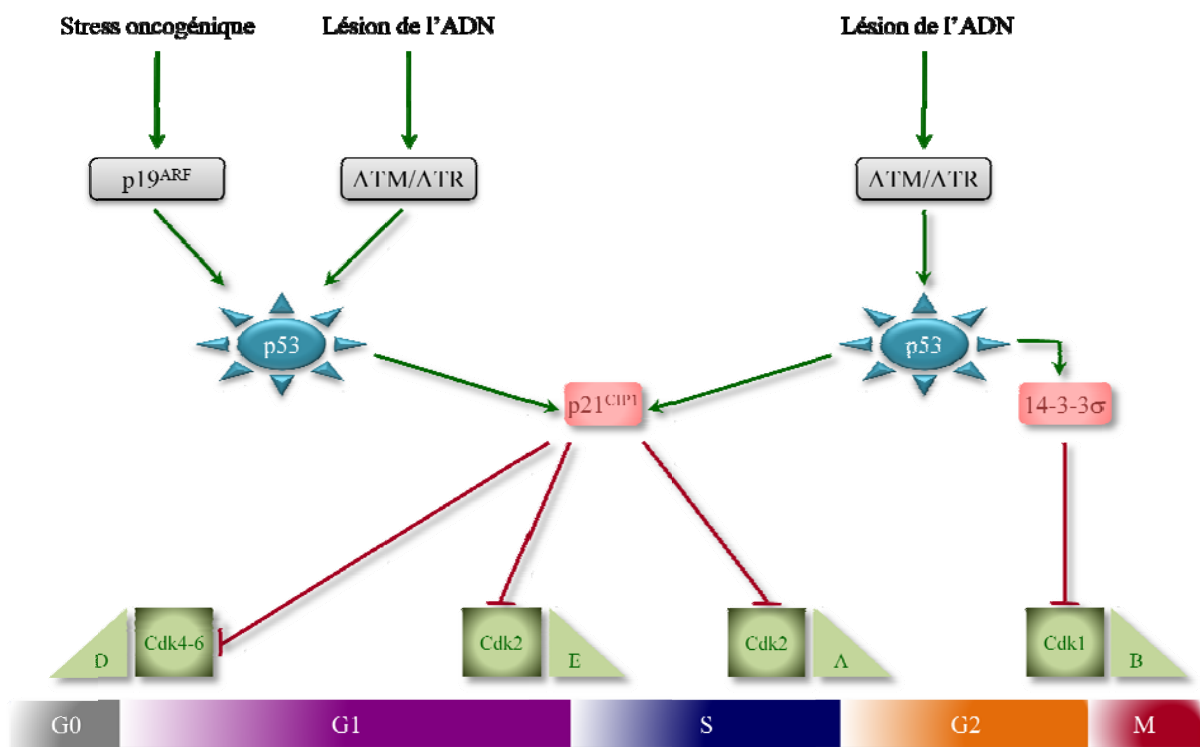 Stress oncogénique
Lésion de l’ADN
Lésion de l’ADN
p19ARF
ATM/ATR
ATM/ATR
p53
p53
p21CIP1
14-3-3σ
D
Cdk4-6
Cdk2
E
Cdk2
A
Cdk1
B
G0
G1
S
G2
M